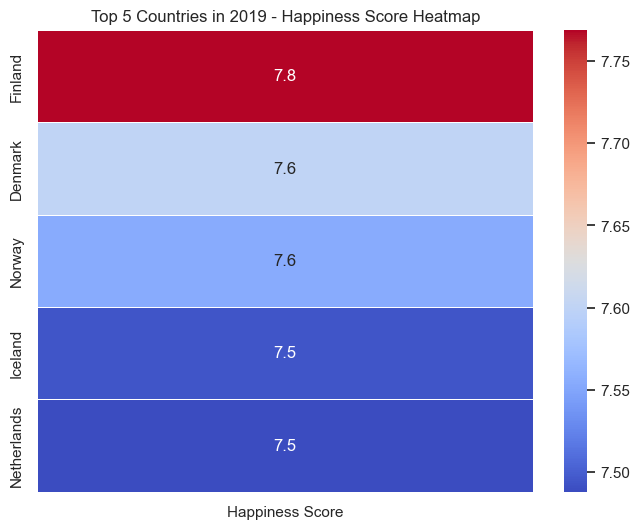 Top 5 Countries in 2019 - Happiness Score Heatmap
Finland
7.8
Denmark
7.6
Norway
7.6
Iceland
7.5
Netherlands
7.5
Happiness Score
7.75
7.70
7.65
7.60
7.55
7.50